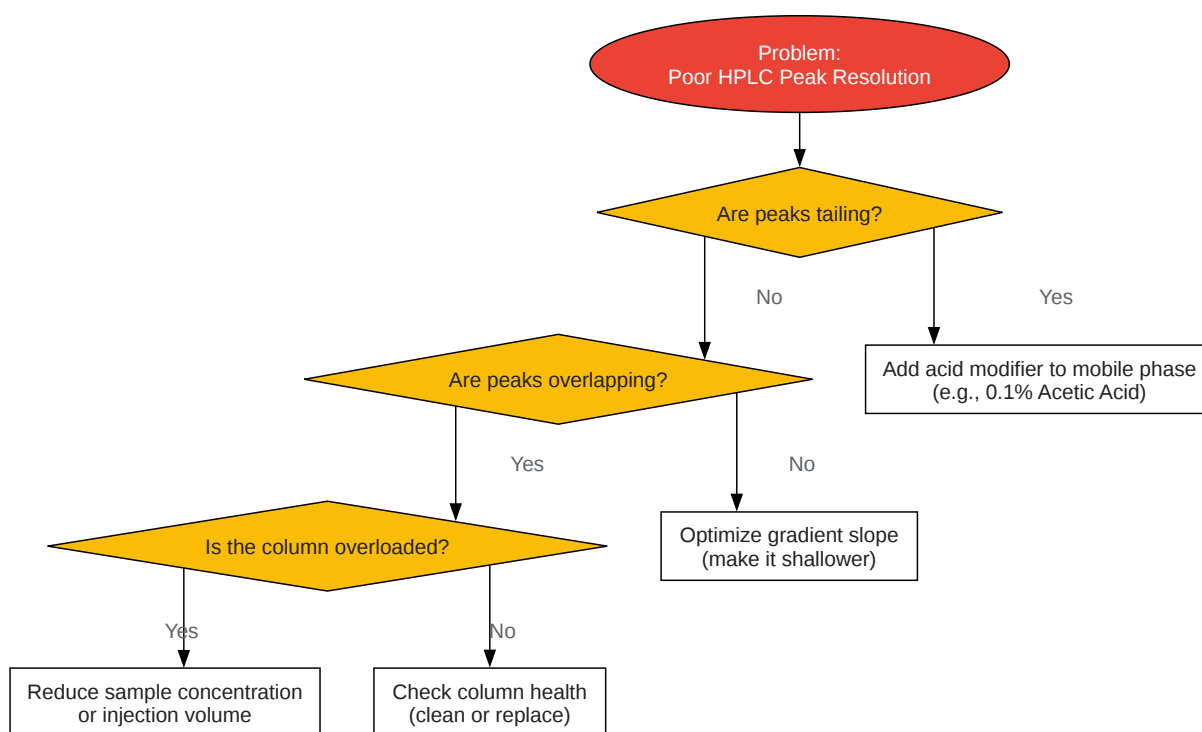 Problem:
Poor HPLC Peak Resolution
Are peaks tailing?
No
Yes
Add acid modifier to mobile phase
(e.g., 0.1% Acetic Acid)
Are peaks overlapping?
Yes
No
Optimize gradient slope
(make it shallower)
Is the column overloaded?
Yes
No
Reduce sample concentration
or injection volume
Check column health
(clean or replace)